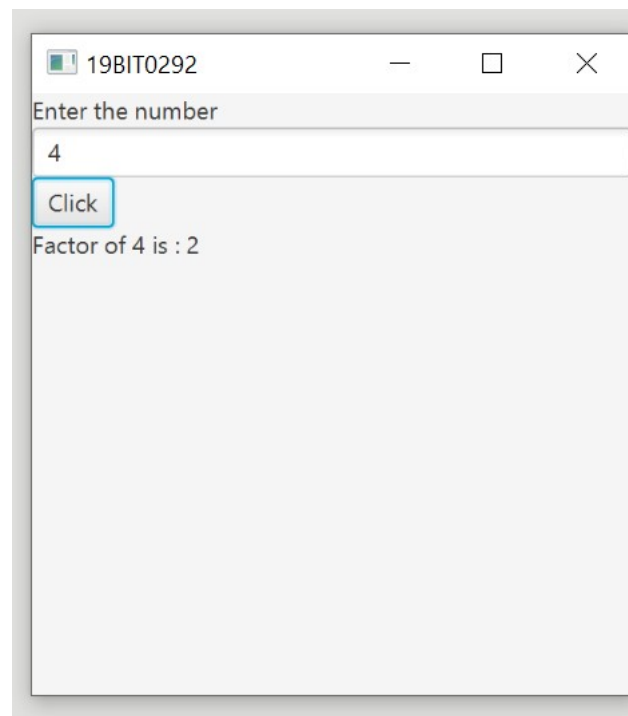 19BIT0292
Enter the number
4
Click
Factor of 4 is : 2